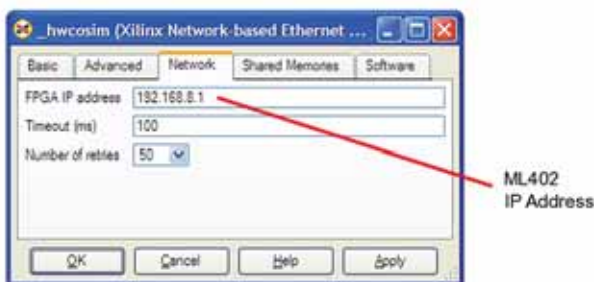 _hwcosim (Xilinx Network-based Ethernet ...
Basic Advanced Network Shared Memories Software
FPGA IP address 192.168.8.1
Timeout (ms) 100
Number of retries 50
ML402
IP Address
OK Cancel Help Apply